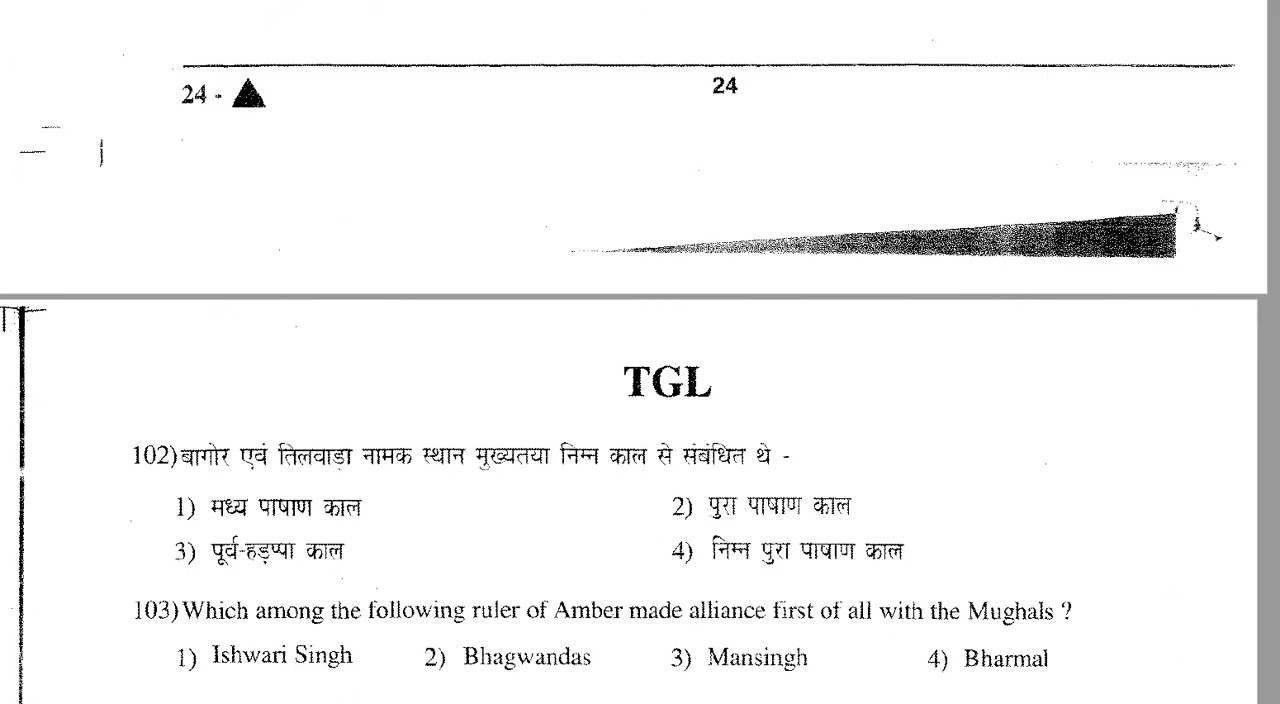 24 - ▲ 24
TGL
102) बागोर एवं तिलवाडा नामक स्थान मुख्यतया निम्न काल से संबंधित थे -
1) मध्य पाषाण काल 2) पुरा पाषाण काल
3) पूर्व-हड़प्पा काल 4) निम्न पुरा पाषाण काल
103) Which among the following ruler of Amber made alliance first of all with the Mughals ?
1) Ishwari Singh 2) Bhagwandas 3) Mansingh 4) Bharmal